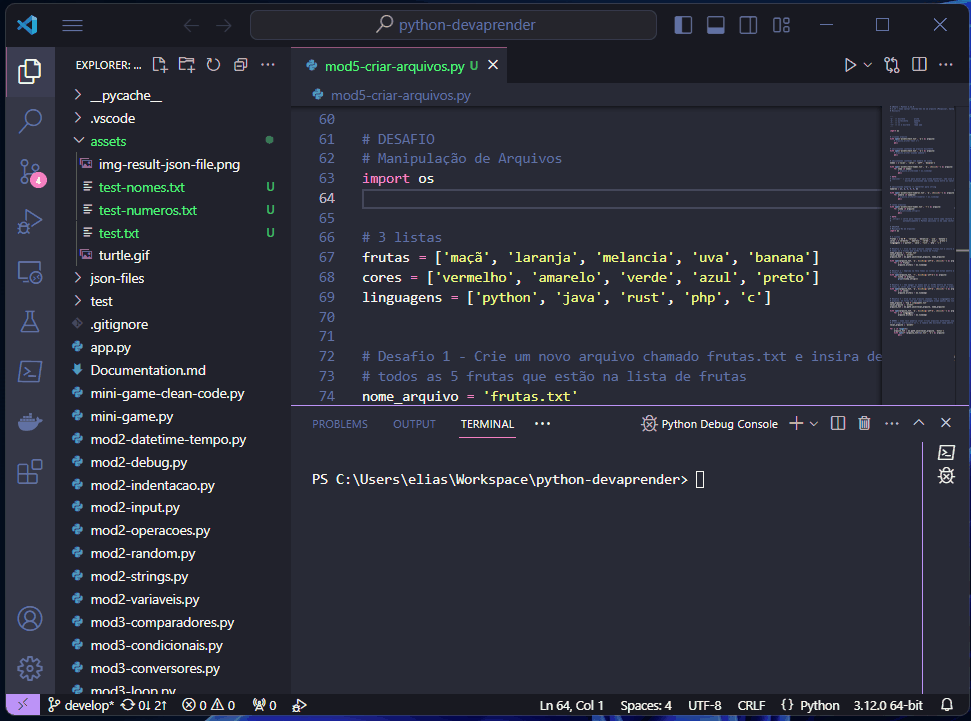 python-devaprender
EXPLORER: ...
__pycache__
.vscode
assets
img-result-json-file.png
test-nomes.txt U
test-numeros.txt U
test.txt U
turtle.gif
json-files
test
.gitignore
app.py
Documentation.md
mini-game-clean-code.py
mini-game.py
mod2-datetime-tempo.py
mod2-debug.py
mod2-indentacao.py
mod2-input.py
mod2-operacoes.py
mod2-random.py
mod2-strings.py
mod2-variaveis.py
mod3-comparadores.py
mod3-condicionais.py
mod3-conversores.py
mod3-loop.py
4
mod5-criar-arquivos.py U
mod5-criar-arquivos.py
60
61 # DESAFIO
62 # Manipulação de Arquivos
63 import os
64
65
66 # 3 listas
67 frutas = ['maçã', 'laranja', 'melancia', 'uva', 'banana']
68 cores = ['vermelho', 'amarelo', 'verde', 'azul', 'preto']
69 linguagens = ['python', 'java', 'rust', 'php', 'c']
70
71
72 # Desafio 1 - Crie um novo arquivo chamado frutas.txt e insira de
73 # todos as 5 frutas que estão na lista de frutas
74 nome_arquivo = 'frutas.txt'
PROBLEMS OUTPUT TERMINAL ... Python Debug Console
PS C:\Users\elias\Workspace\python-devaprender>
develop* 0↓ 2↑ 0 0 0 Ln 64, Col 1 Spaces: 4 UTF-8 CRLF {} Python 3.12.0 64-bit